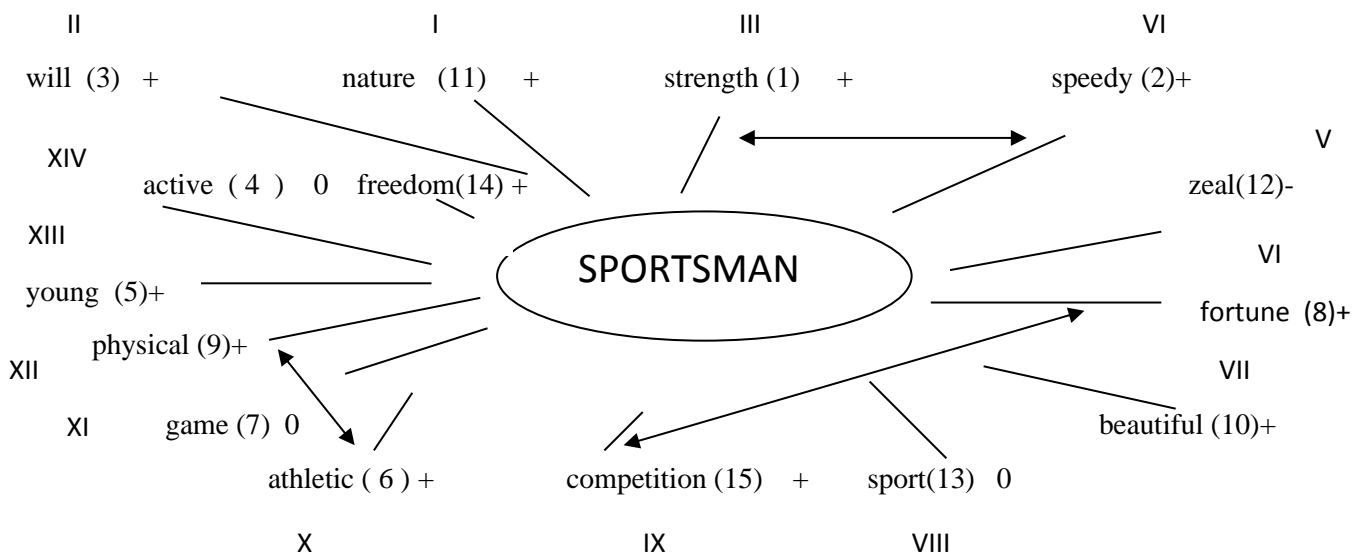 II I III VI
will (3) + nature (11) + strength (1) + speedy (2)+
XIV V
active ( 4 ) 0 freedom(14) + zeal(12)-
XIII SPORTSMAN VI
young (5)+ fortune (8)+
physical (9)+
XII VII
XI game (7) 0 beautiful (10)+
athletic ( 6 ) + competition (15) + sport(13) 0
X IX VIII